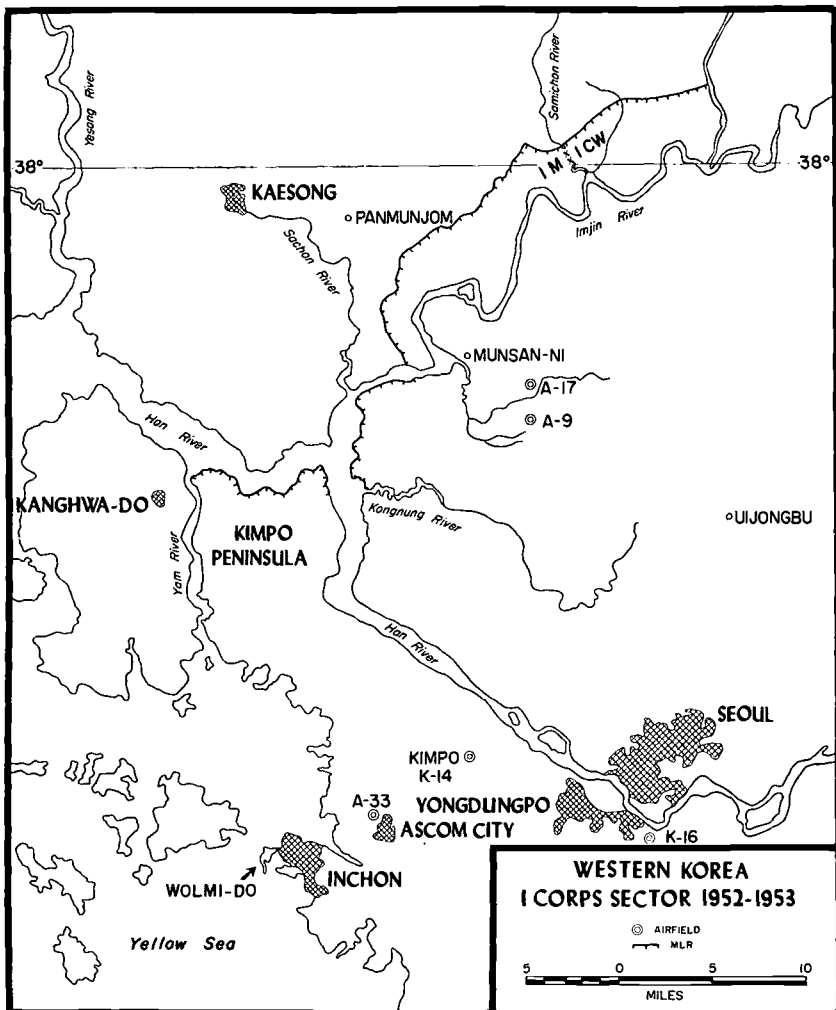 Yesong River
Samichon River
38°
38°
I M
I CW
KAESONG
PANMUNJOM
Sachon River
Imjin River
MUNSAN-NI
A-17
A-9
Han River
KANGHWA-DO
KIMPO
PENINSULA
Kongnung River
UIJONGBU
Yam River
Han River
SEOUL
KIMPO
K-14
A-33
YONGDUNGPO
ASCOM CITY
K-16
WOLMI-DO
INCHON
Yellow Sea
WESTERN KOREA
I CORPS SECTOR 1952-1953
AIRFIELD
MLR
5 0 5 10
MILES